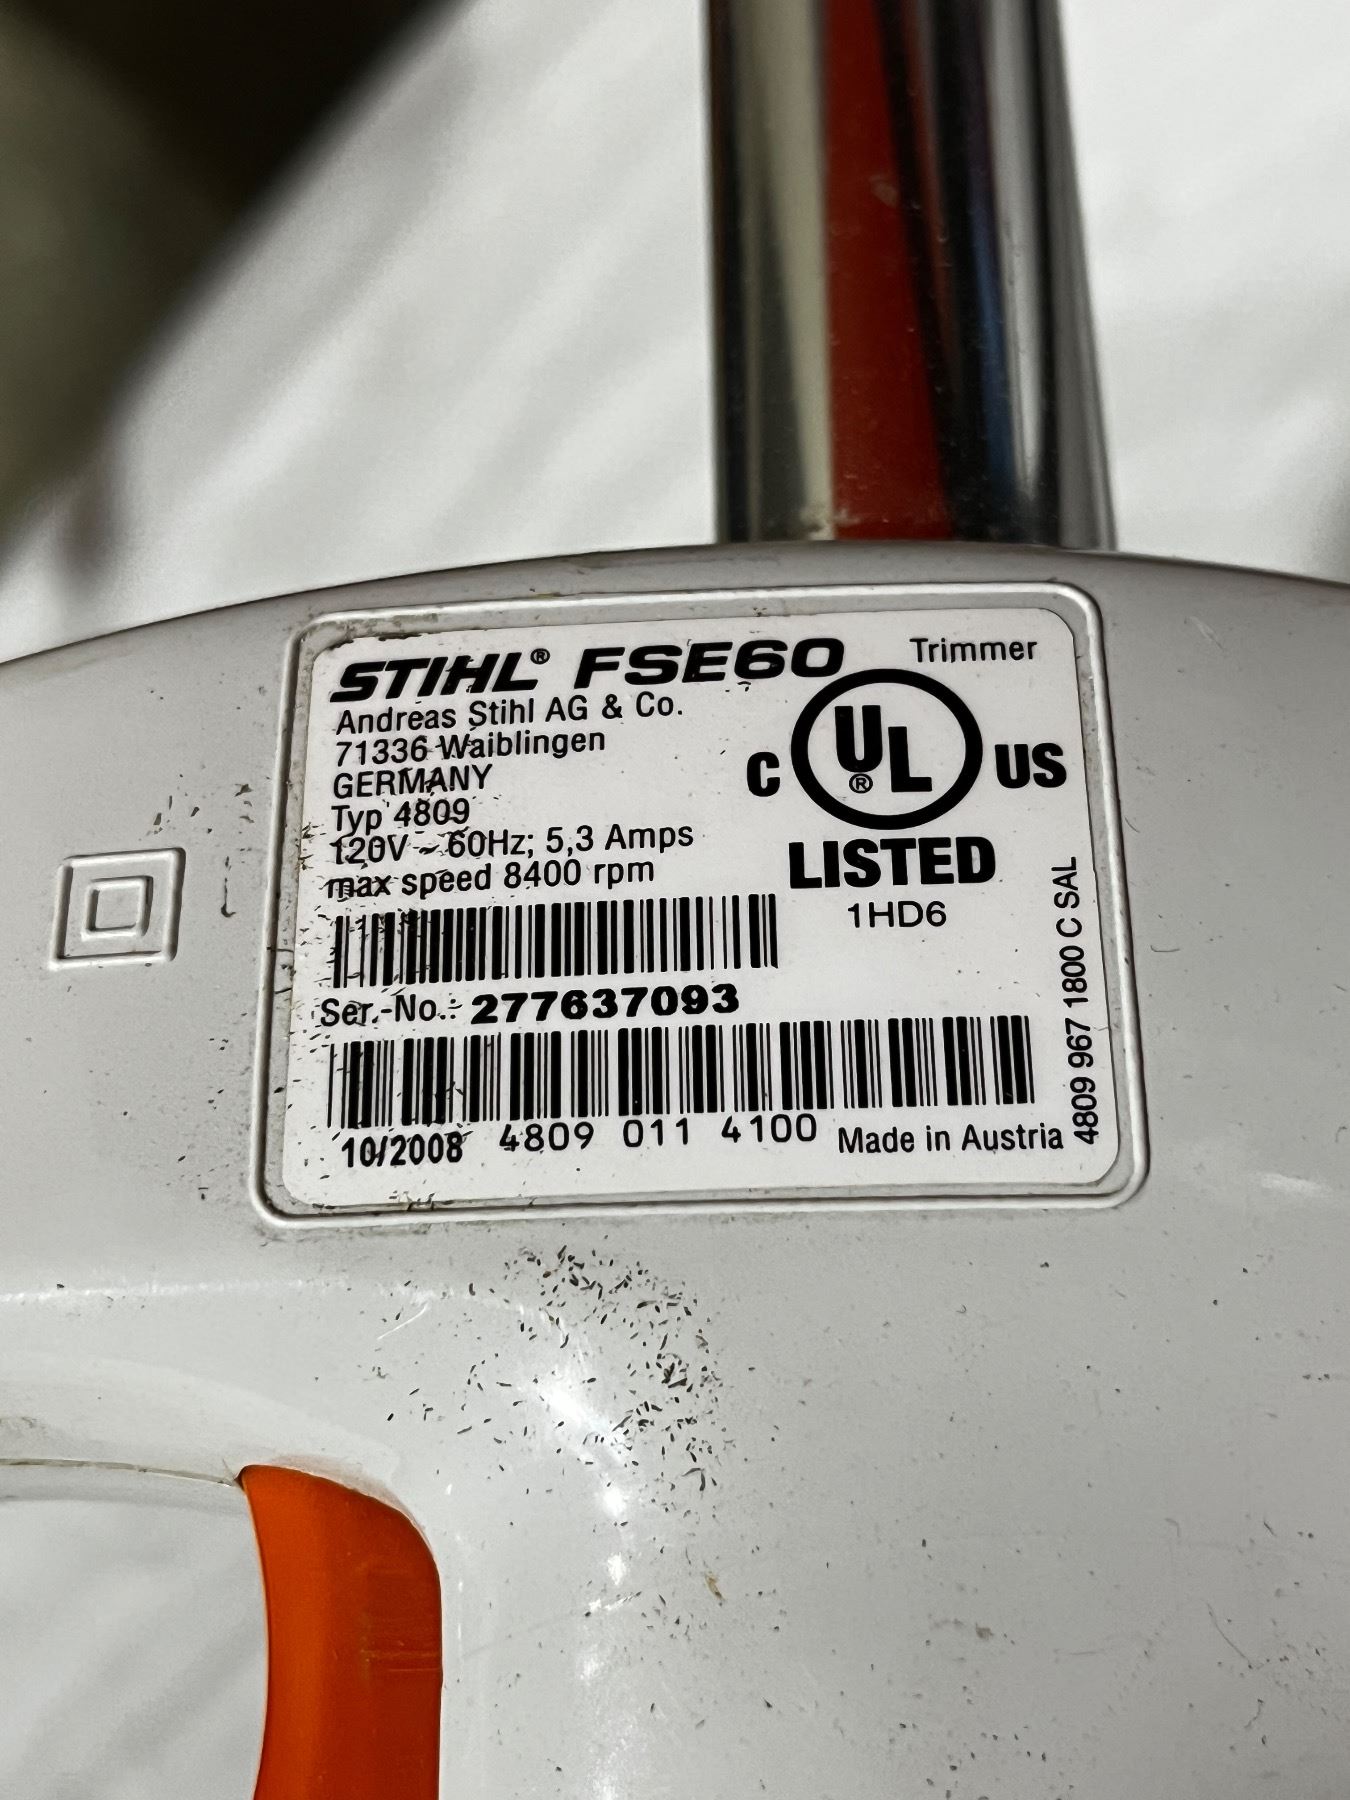 STIHL® FSE60 Trimmer
Andreas Stihl AG & Co.
71336 Waiblingen
GERMANY
Typ 4809
120V ~ 60Hz; 5,3 Amps
max speed 8400 rpm
C UL® US
LISTED
1HD6
Ser.-No.: 277637093
10/2008 4809 011 4100 Made in Austria
4809 967 1800 C SAL